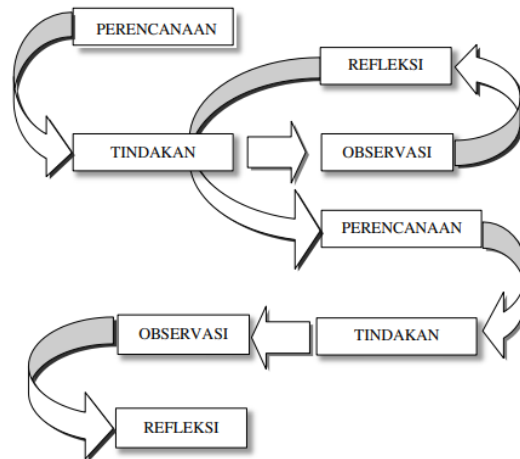 PERENCANAAN
REFLEKSI
TINDAKAN
OBSERVASI
PERENCANAAN
OBSERVASI
TINDAKAN
REFLEKSI